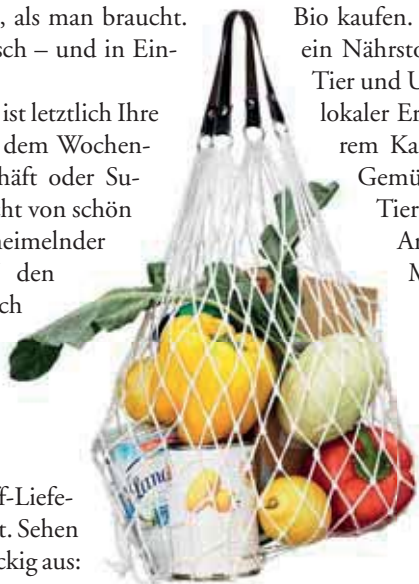 , als man braucht.
sch – und in Ein-
ist letztlich Ihre
dem Wochen-
häft oder Su-
ht von schön
heimelnder
den
ch
ff-Liefe-
t. Sehen
ckig aus:
Bio kaufen.
ein Nährsto
Tier und U
lokaler Er
rem Ka
Gemü
Tier
Ar
M
Land